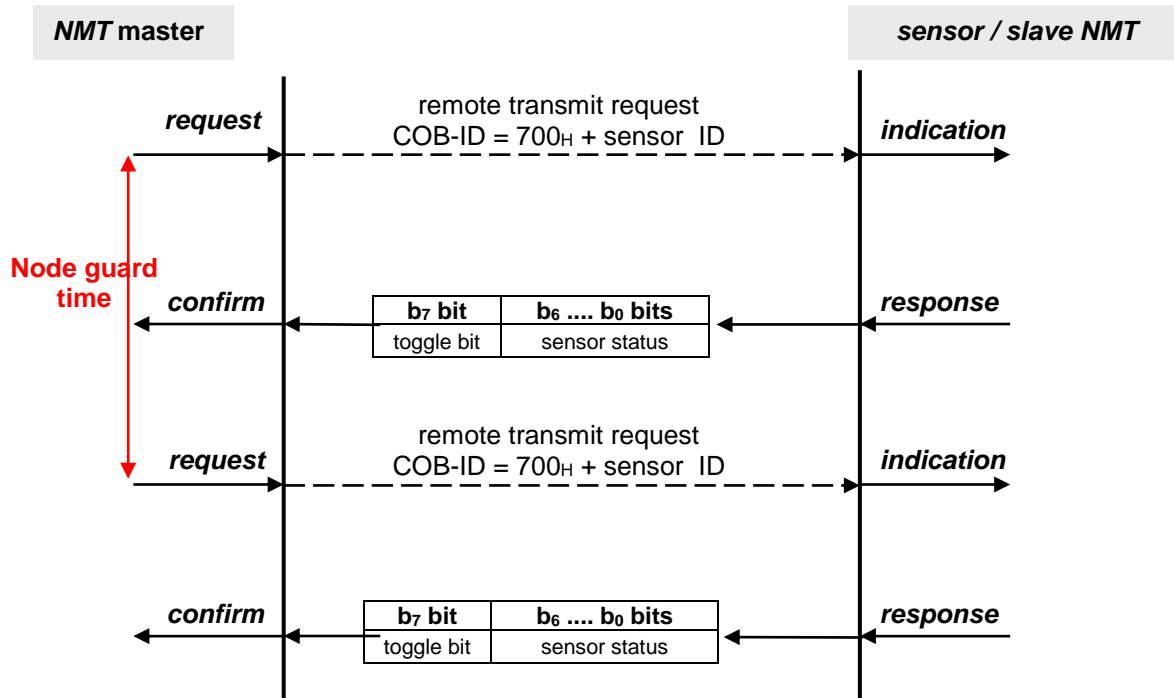 NMT master
sensor / slave NMT
request
remote transmit request
COB-ID = 700H + sensor ID
indication
Node guard
time
confirm
b7 bit
b6 .... b0 bits
response
toggle bit
sensor status
request
remote transmit request
COB-ID = 700H + sensor ID
indication
confirm
b7 bit
b6 .... b0 bits
response
toggle bit
sensor status